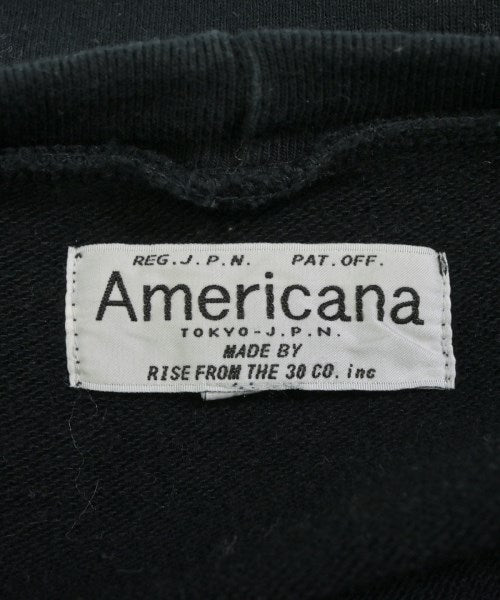 REG.J.P.N. PAT.OFF.
Americana
TOKYO-J.P.N.
MADE BY
RISE FROM THE 30 CO. inc